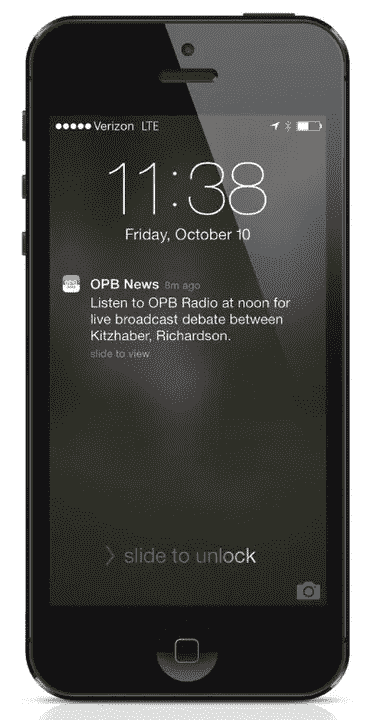 Verizon LTE
11:38
Friday, October 10
OPB News 8m ago
Listen to OPB Radio at noon for
live broadcast debate between
Kitzhaber, Richardson.
slide to view
slide to unlock